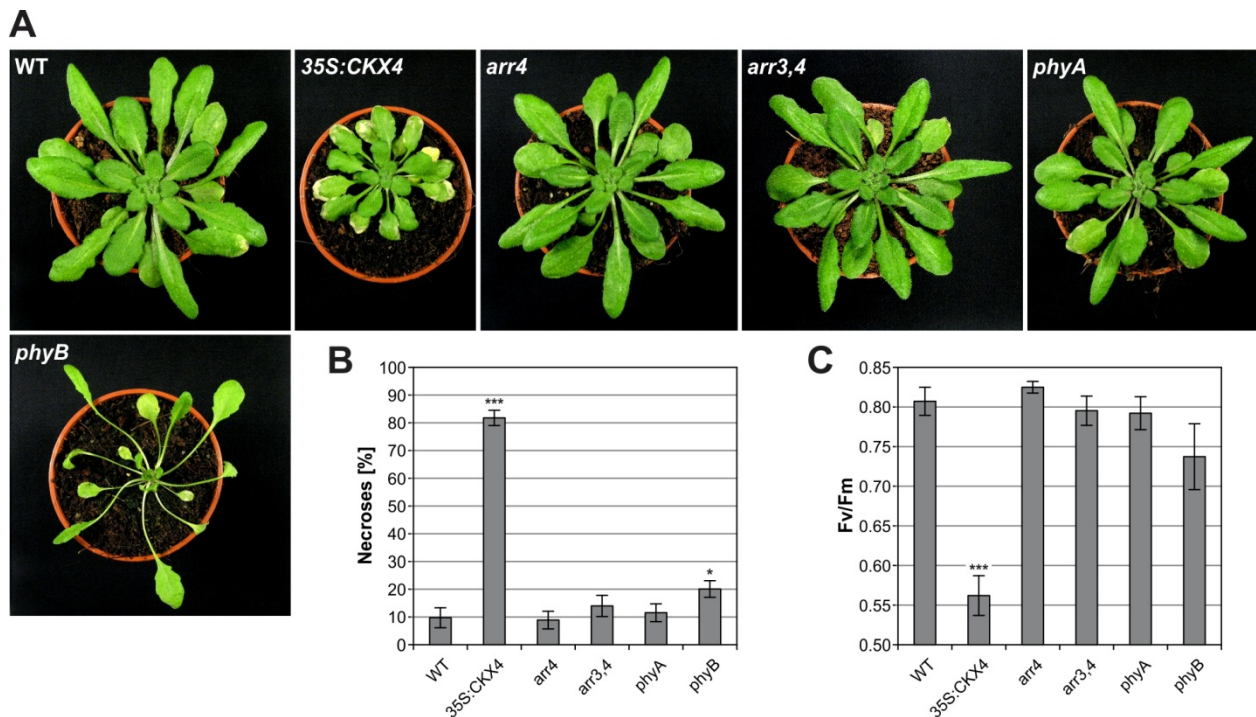 A
WT
35S:CKX4
arr4
arr3,4
phyA
phyB
B
Necroses [%]
100
90
80
70
60
50
40
30
20
10
0
***
*
WT
35S:CKX4
arr4
arr3,4
phyA
phyB
C
Fv/Fm
0.85
0.80
0.75
0.70
0.65
0.60
0.55
0.50
***
WT
35S:CKX4
arr4
arr3,4
phyA
phyB